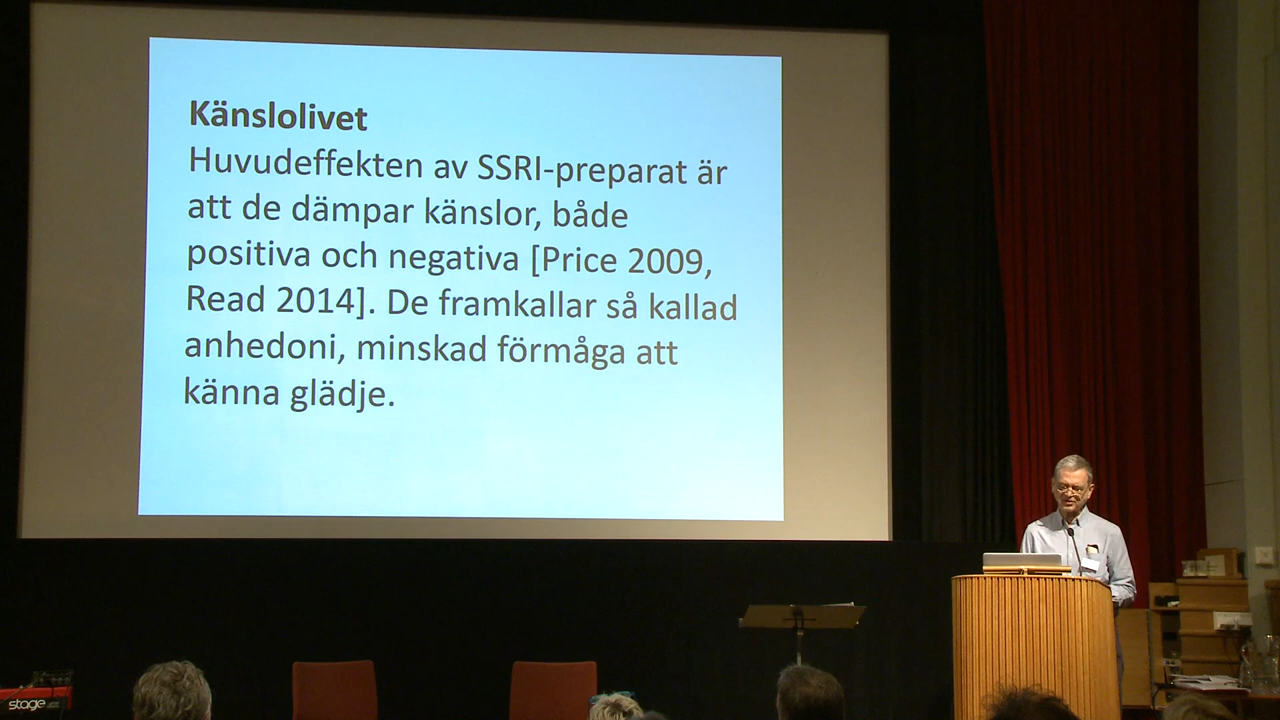 Känslolivet
Huvudeffekten av SSRI-preparat är
att de dämpar känslor, både
positiva och negativa [Price 2009,
Read 2014]. De framkallar så kallad
anhedoni, minskad förmåga att
känna glädje.
stage